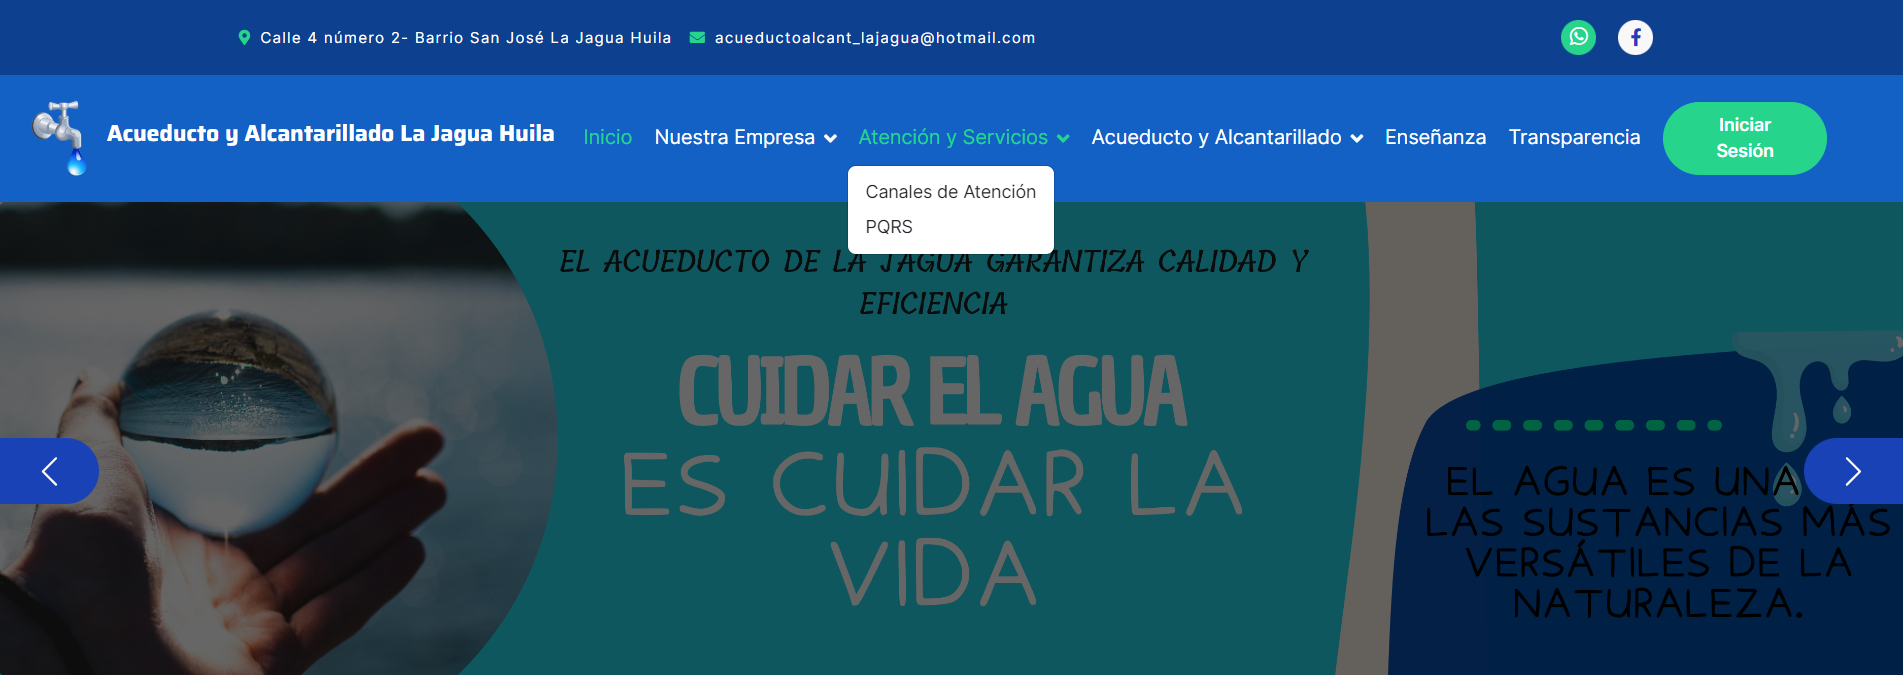 Calle 4 número 2- Barrio San José La Jagua Huila
acueductoalcant_lajagua@hotmail.com
Acueducto y Alcantarillado La Jagua Huila
Inicio
Nuestra Empresa
Atención y Servicios
Acueducto y Alcantarillado
Enseñanza
Transparencia
Iniciar
Sesión
Canales de Atención
PQRS
EL ACUEDUCTO DE LA JAGUA GARANTIZA CALIDAD Y
EFICIENCIA
CUIDAR EL AGUA
ES CUIDAR LA
VIDA
EL AGUA ES UNA
LAS SUSTANCIAS MÁS
VERSÁTILES DE LA
NATURALEZA.